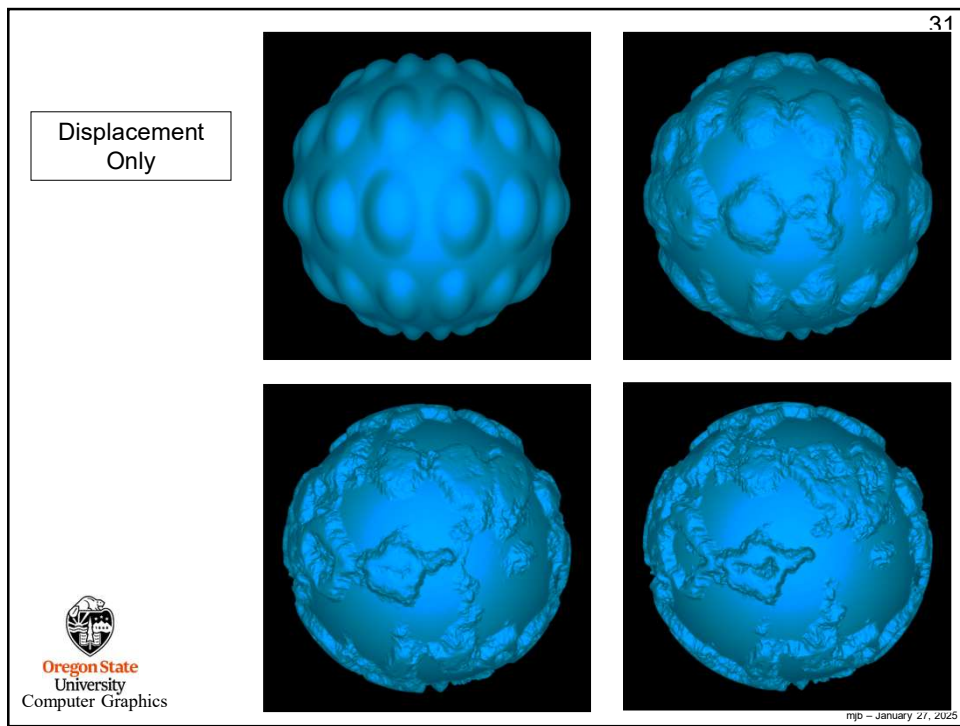 31
Displacement
Only
Oregon State
University
Computer Graphics
mjb – January 27, 2025